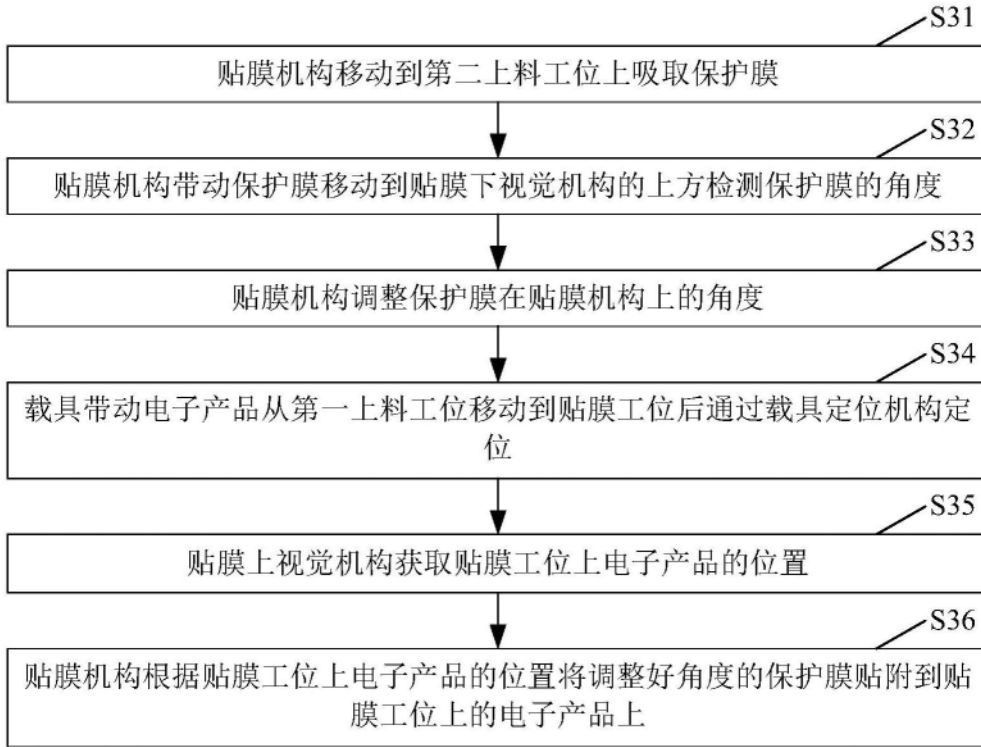 S31
贴膜机构移动到第二上料工位上吸取保护膜
S32
贴膜机构带动保护膜移动到贴膜下视觉机构的上方检测保护膜的角度
S33
贴膜机构调整保护膜在贴膜机构上的角度
S34
载具带动电子产品从第一上料工位移动到贴膜工位后通过载具定位机构定
位
S35
贴膜上视觉机构获取贴膜工位上电子产品的位置
S36
贴膜机构根据贴膜工位上电子产品的位置将调整好角度的保护膜贴附到贴
膜工位上的电子产品上